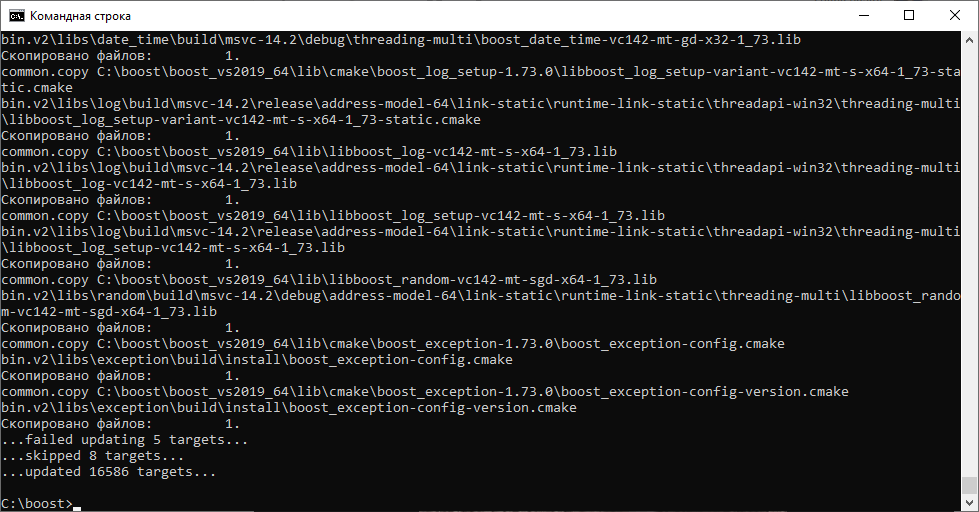 Командная строка
bin.v2\libs\date_time\build\msvc-14.2\debug\threading-multi\boost_date_time-vc142-mt-gd-x32-1_73.lib
Скопировано файлов:         1.
common.copy C:\boost\boost_vs2019_64\lib\cmake\boost_log_setup-1.73.0\libboost_log_setup-variant-vc142-mt-s-x64-1_73-sta
tic.cmake
bin.v2\libs\log\build\msvc-14.2\release\address-model-64\link-static\runtime-link-static\threadapi-win32\threading-multi
\libboost_log_setup-variant-vc142-mt-s-x64-1_73-static.cmake
Скопировано файлов:         1.
common.copy C:\boost\boost_vs2019_64\lib\libboost_log-vc142-mt-s-x64-1_73.lib
bin.v2\libs\log\build\msvc-14.2\release\address-model-64\link-static\runtime-link-static\threadapi-win32\threading-multi
\libboost_log-vc142-mt-s-x64-1_73.lib
Скопировано файлов:         1.
common.copy C:\boost\boost_vs2019_64\lib\libboost_log_setup-vc142-mt-s-x64-1_73.lib
bin.v2\libs\log\build\msvc-14.2\release\address-model-64\link-static\runtime-link-static\threadapi-win32\threading-multi
\libboost_log_setup-vc142-mt-s-x64-1_73.lib
Скопировано файлов:         1.
common.copy C:\boost\boost_vs2019_64\lib\libboost_random-vc142-mt-sgd-x64-1_73.lib
bin.v2\libs\random\build\msvc-14.2\debug\address-model-64\link-static\runtime-link-static\threading-multi\libboost_rando
m-vc142-mt-sgd-x64-1_73.lib
Скопировано файлов:         1.
common.copy C:\boost\boost_vs2019_64\lib\cmake\boost_exception-1.73.0\boost_exception-config.cmake
bin.v2\libs\exception\build\install\boost_exception-config.cmake
Скопировано файлов:         1.
common.copy C:\boost\boost_vs2019_64\lib\cmake\boost_exception-1.73.0\boost_exception-config-version.cmake
bin.v2\libs\exception\build\install\boost_exception-config-version.cmake
Скопировано файлов:         1.
...failed updating 5 targets...
...skipped 8 targets...
...updated 16586 targets...
C:\boost>